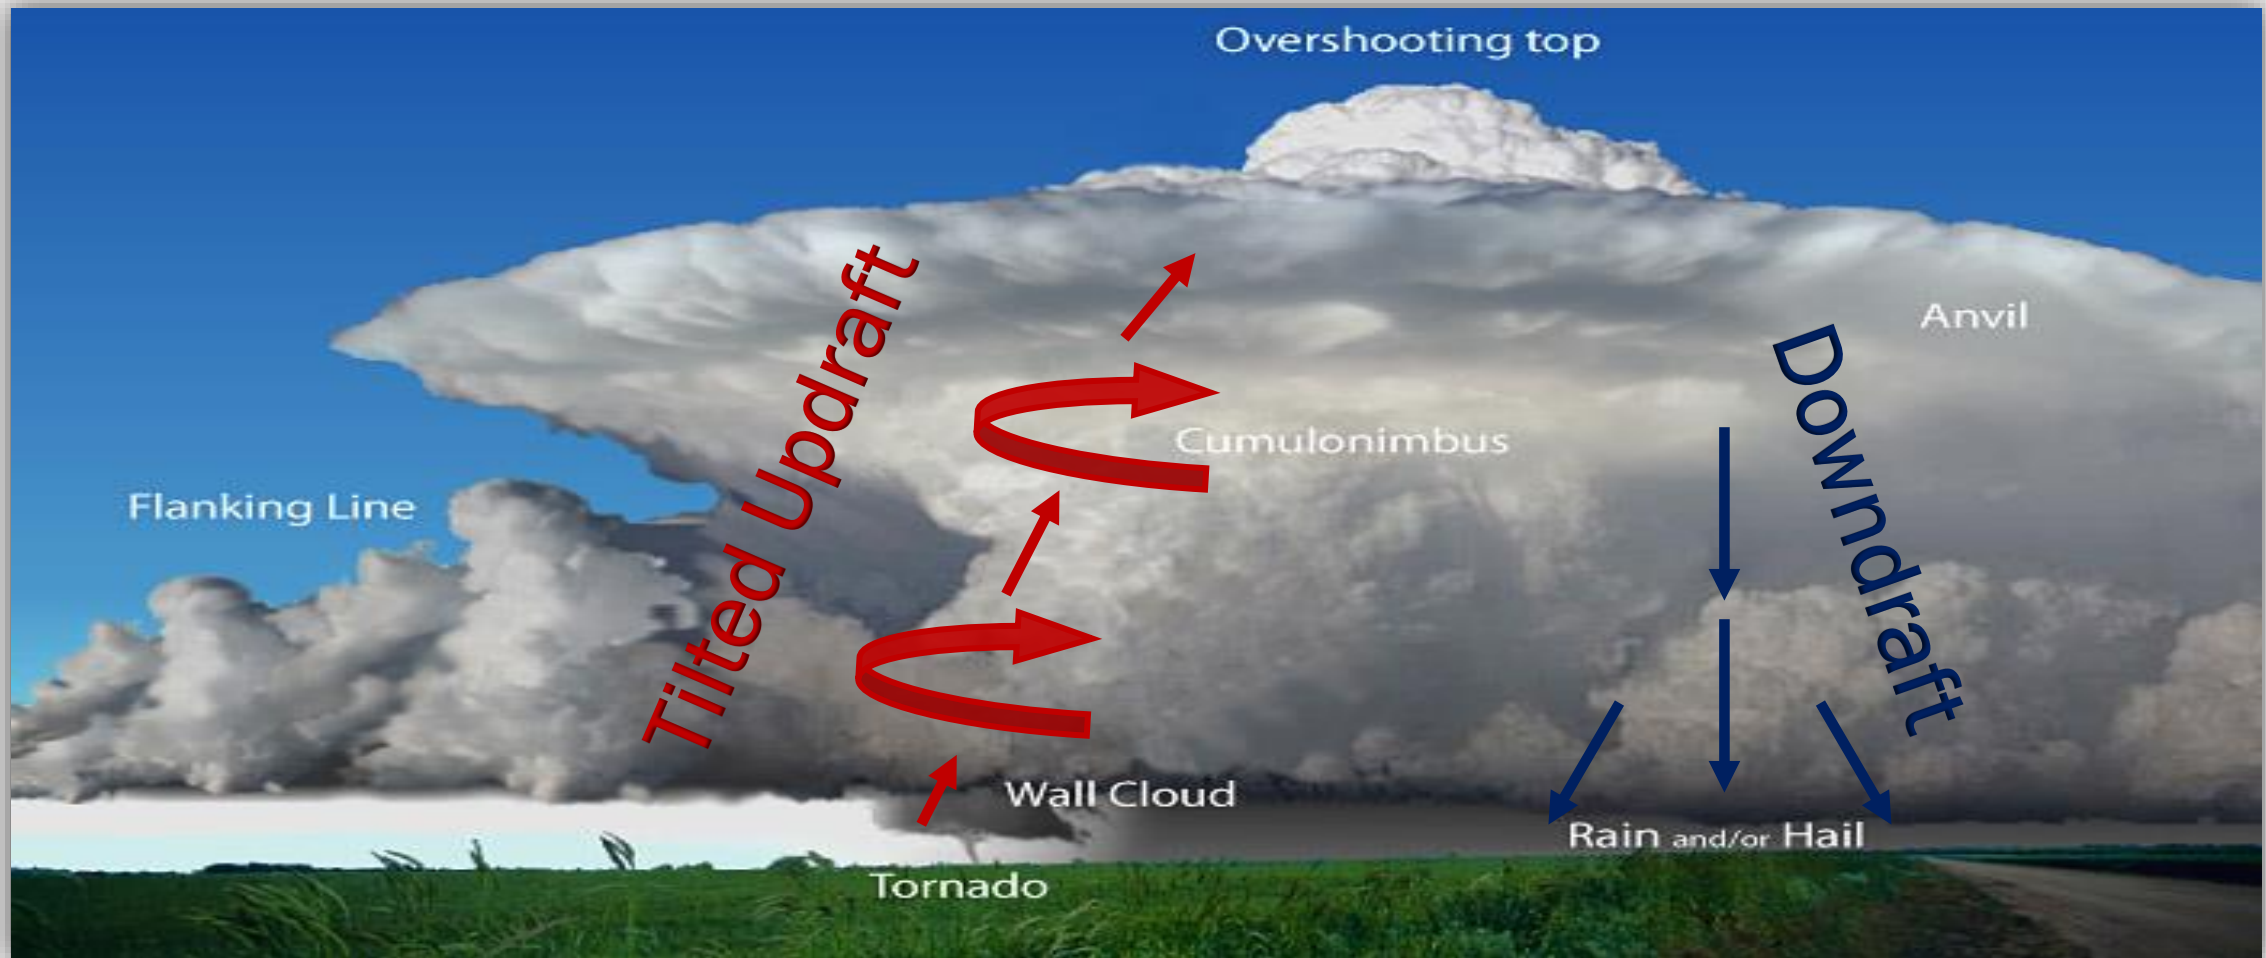 Overshooting top
Anvil
Tilted Updraft
Downdraft
Cumulonimbus
Flanking Line
Wall Cloud
Rain and/or Hail
Tornado